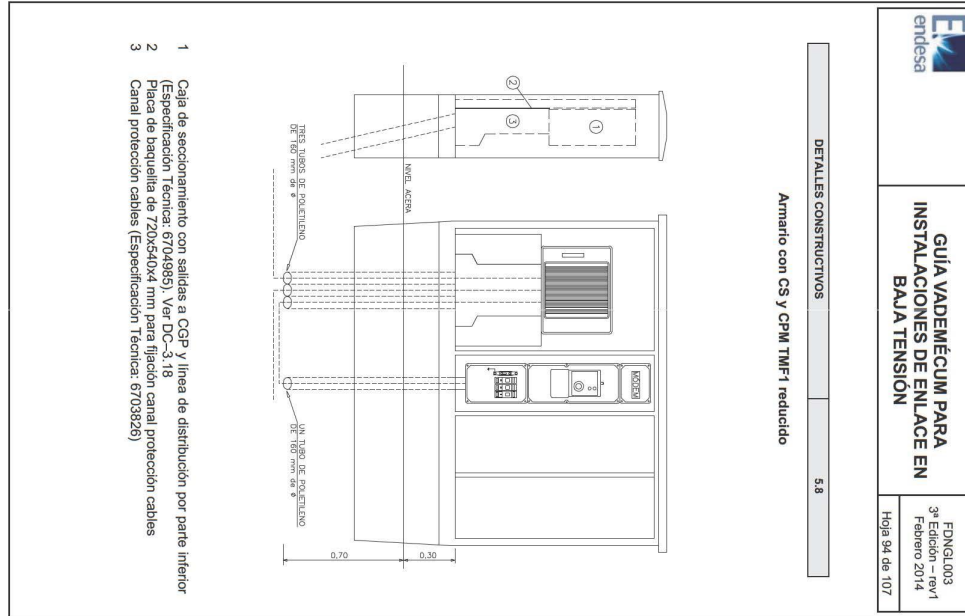 endesa
GUÍA VADEMÉCUM PARA
INSTALACIONES DE ENLACE EN
BAJA TENSIÓN
FDNGL003
3ª Edición – rev1
Febrero 2014
Hoja 94 de 107
DETALLES CONSTRUCTIVOS
5.8
Armario con CS y CPM TMF1 reducido
1
2
3
MÓDEM
NIVEL ACERA
0,30
0,70
TRES TUBOS DE POLIETILENO
DE 160 mm de ø
UN TUBO DE POLIETILENO
DE 160 mm de ø
1 Caja de seccionamiento con salidas a CGP y línea de distribución por parte inferior
(Especificación Técnica: 6704985). Ver DC–3.18
2 Placa de baquelita de 720x540x4 mm para fijación canal protección cables
3 Canal protección cables (Especificación Técnica: 6703826)